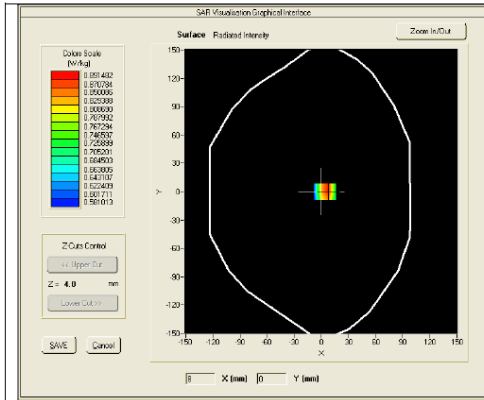 SAR Visualisation Graphical Interface
Surface Radiated Intensity
Zoom In/Out
Colors Scale
(W/kg)
0.891482
0.870784
0.850086
0.829388
0.808690
0.787992
0.767294
0.746597
0.725899
0.705201
0.684503
0.663805
0.643107
0.622409
0.601711
0.581013
Z-Cuts Control
<< Upper Cut
Z = 4.0 mm
Lower Cut >>
SAVE Cancel
150
120
90
60
30
0
-30
-60
-90
-120
-150
Y
-150 -120 -90 -60 -30 0 30 60 90 120 150
X
8 X (mm) 0 Y (mm)